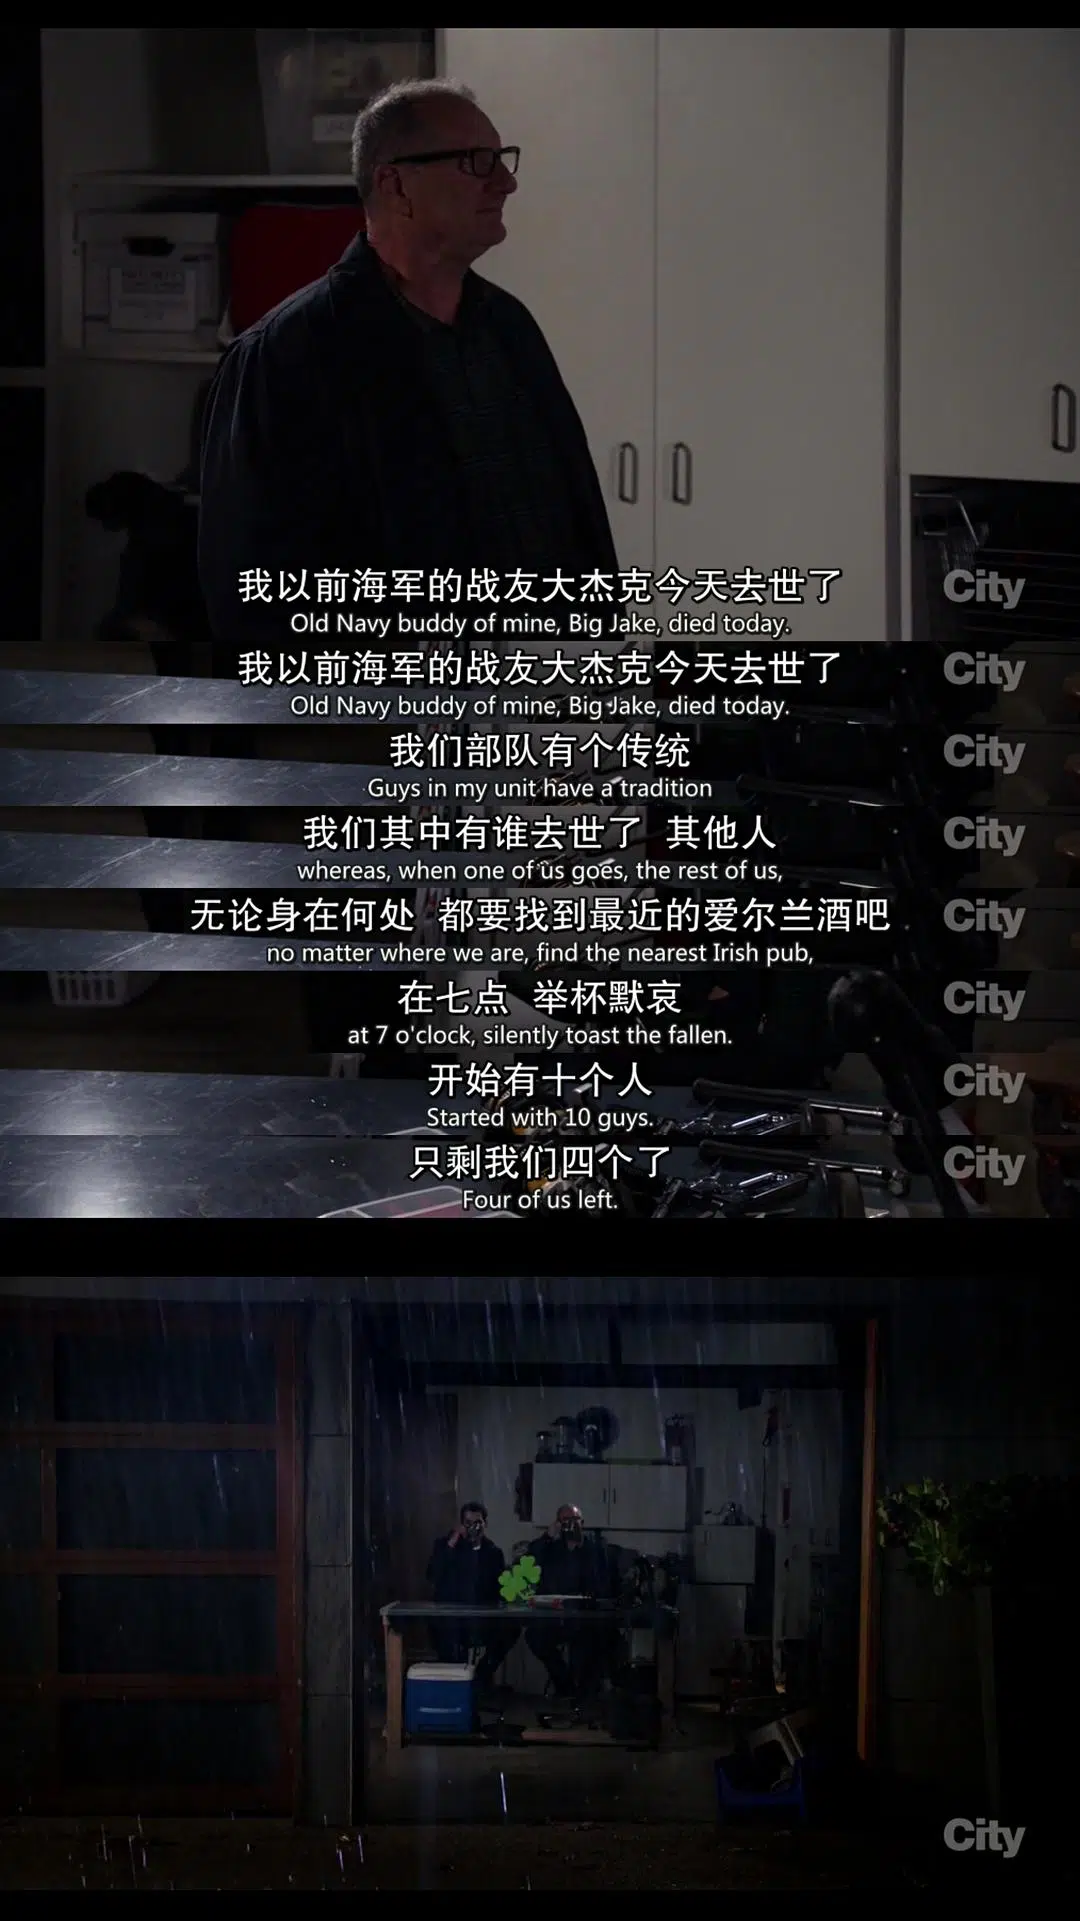 我以前海军的战友大杰克今天去世了
City
Old Navy buddy of mine, Big Jake, died today.
我以前海军的战友大杰克今天去世了
City
Old Navy buddy of mine, Big Jake, died today.
我们部队有个传统
City
Guys in my unit have a tradition
我们其中有谁去世了 其他人
City
whereas, when one of us goes, the rest of us,
无论身在何处 都要找到最近的爱尔兰酒吧
City
no matter where we are, find the nearest Irish pub,
在七点 举杯默哀
City
at 7 o'clock, silently toast the fallen.
开始有十个人
City
Started with 10 guys.
只剩我们四个了
City
Four of us left.
City